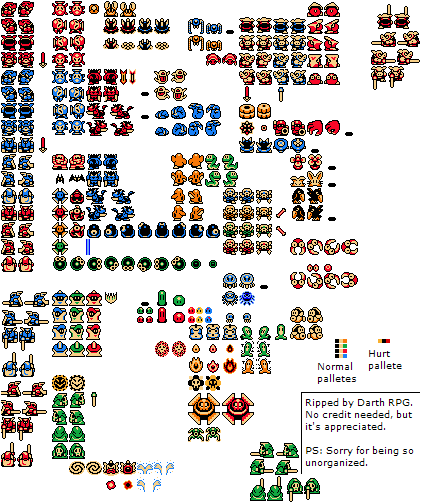 Normal
palletes
Hurt
pallete
Ripped by Darth RPG.
No credit needed, but
it's appreciated.
PS: Sorry for being so
unorganized.